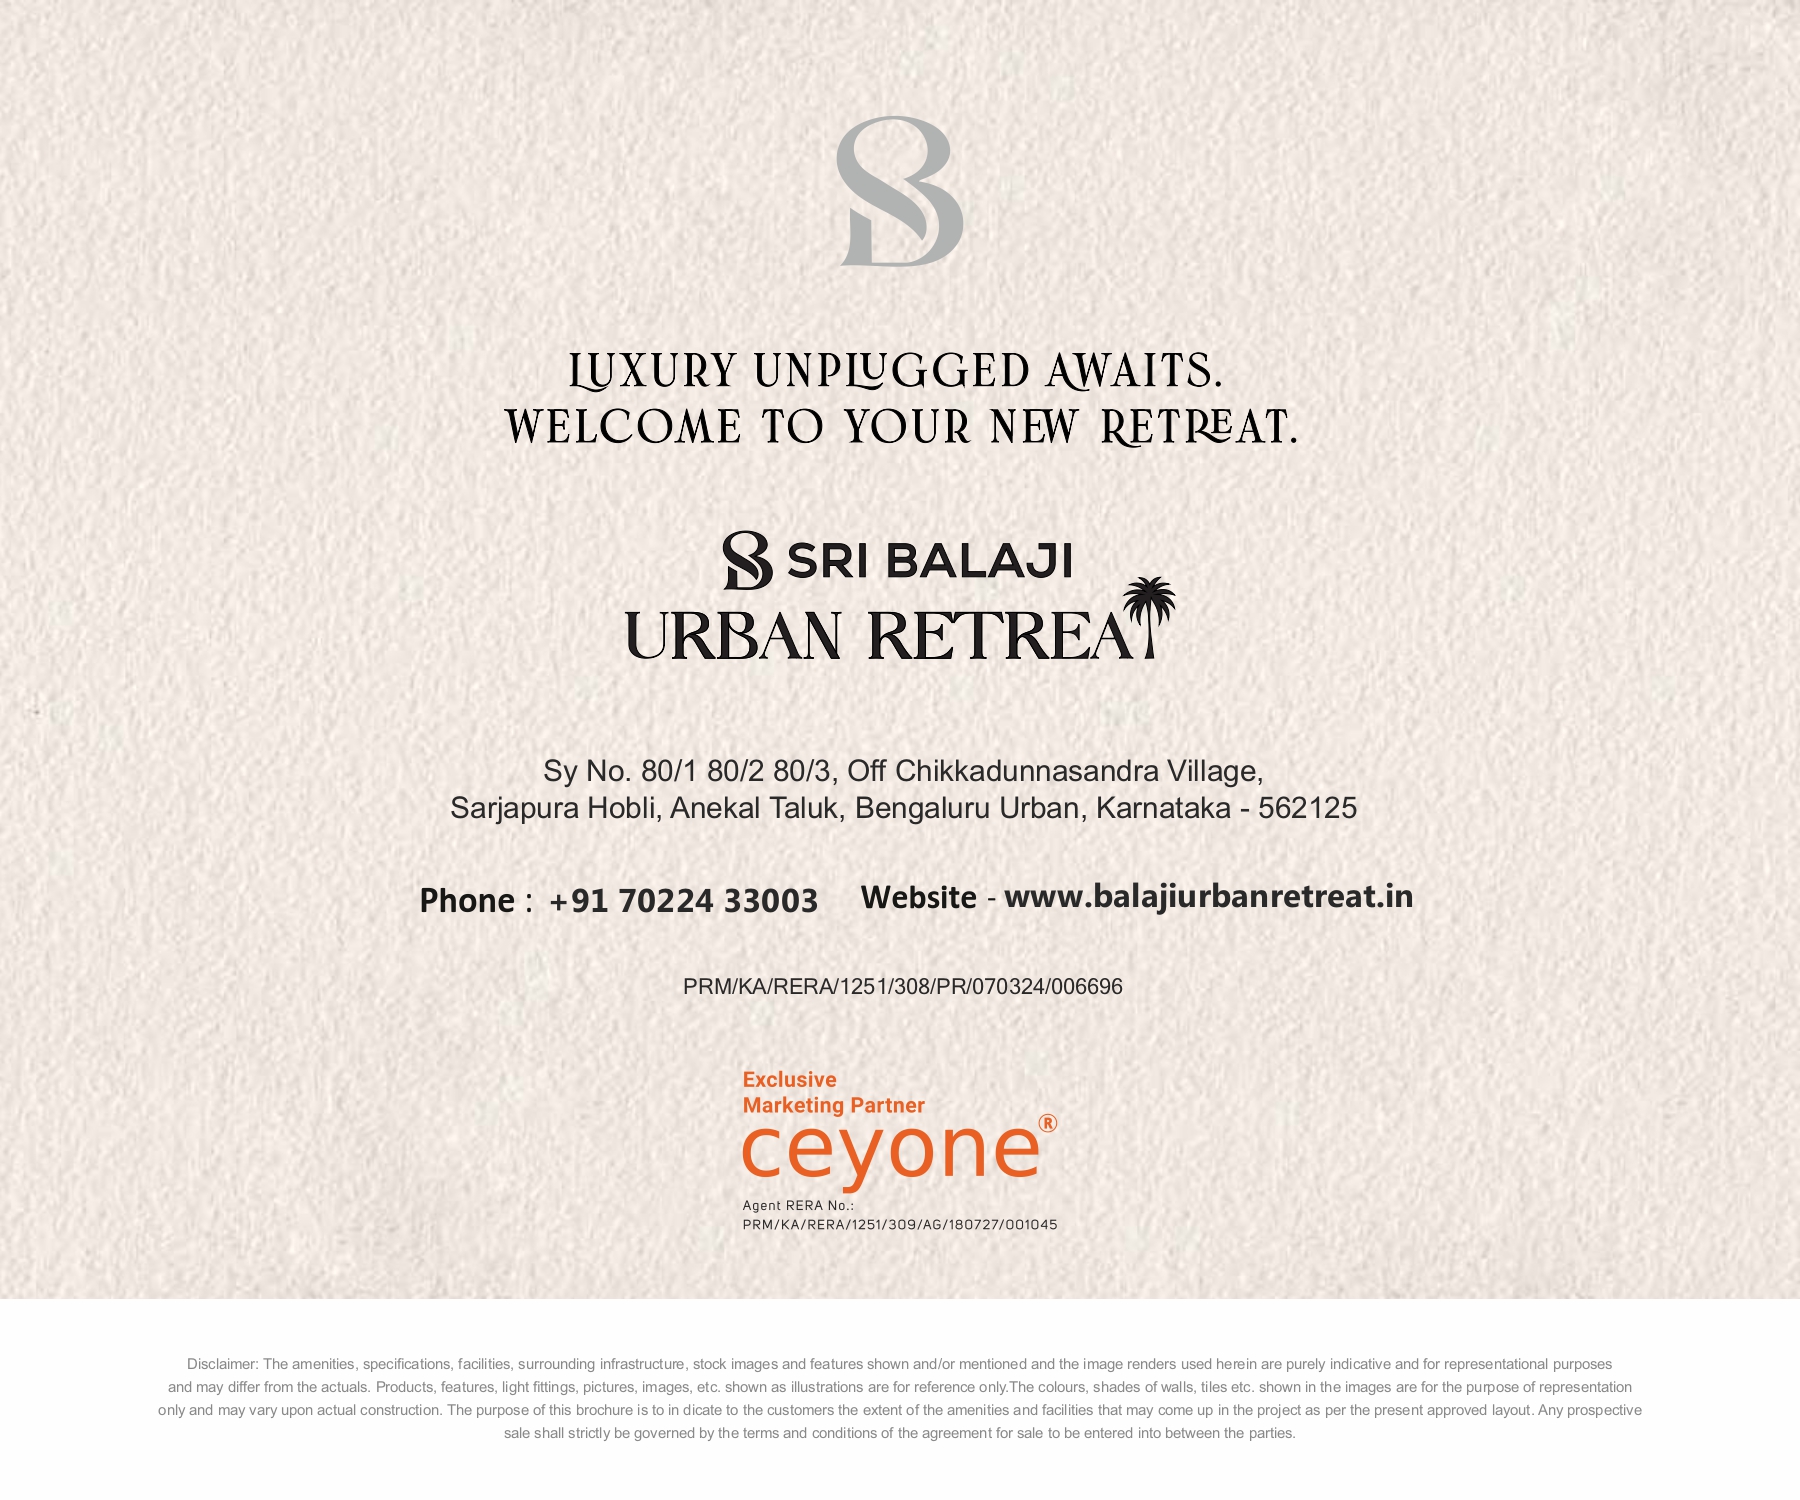 SB
LUXURY UNPLUGGED AWAITS.
WELCOME TO YOUR NEW RETREAT.
SB SRI BALAJI
URBAN RETREAT
Sy No. 80/1 80/2 80/3, Off Chikkadunnasandra Village,
Sarjapura Hobli, Anekal Taluk, Bengaluru Urban, Karnataka - 562125
Phone : +91 70224 33003 Website - www.balajiurbanretreat.in
PRM/KA/RERA/1251/308/PR/070324/006696
Exclusive
Marketing Partner
ceyone®
Agent RERA No.:
PRM/KA/RERA/1251/309/AG/180727/001045
Disclaimer: The amenities, specifications, facilities, surrounding infrastructure, stock images and features shown and/or mentioned and the image renders used herein are purely indicative and for representational purposes
and may differ from the actuals. Products, features, light fittings, pictures, images, etc. shown as illustrations are for reference only.The colours, shades of walls, tiles etc. shown in the images are for the purpose of representation
only and may vary upon actual construction. The purpose of this brochure is to in dicate to the customers the extent of the amenities and facilities that may come up in the project as per the present approved layout. Any prospective
sale shall strictly be governed by the terms and conditions of the agreement for sale to be entered into between the parties.